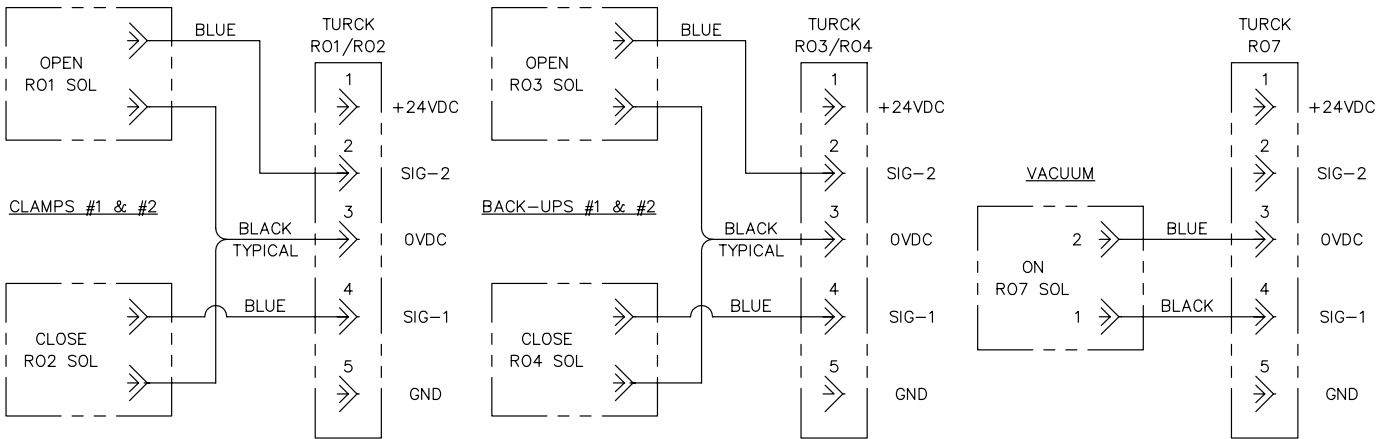 OPEN
RO1 SOL
BLUE
TURCK
RO1/RO2
1
+24VDC
2
SIG-2
CLAMPS #1 & #2
3
BLACK
TYPICAL
0VDC
4
BLUE
SIG-1
CLOSE
RO2 SOL
5
GND
OPEN
RO3 SOL
BLUE
TURCK
RO3/RO4
1
+24VDC
2
SIG-2
BACK-UPS #1 & #2
3
BLACK
TYPICAL
0VDC
4
BLUE
SIG-1
CLOSE
RO4 SOL
5
GND
TURCK
RO7
1
+24VDC
2
SIG-2
VACUUM
3
2
BLUE
0VDC
ON
RO7 SOL
4
1
BLACK
SIG-1
5
GND